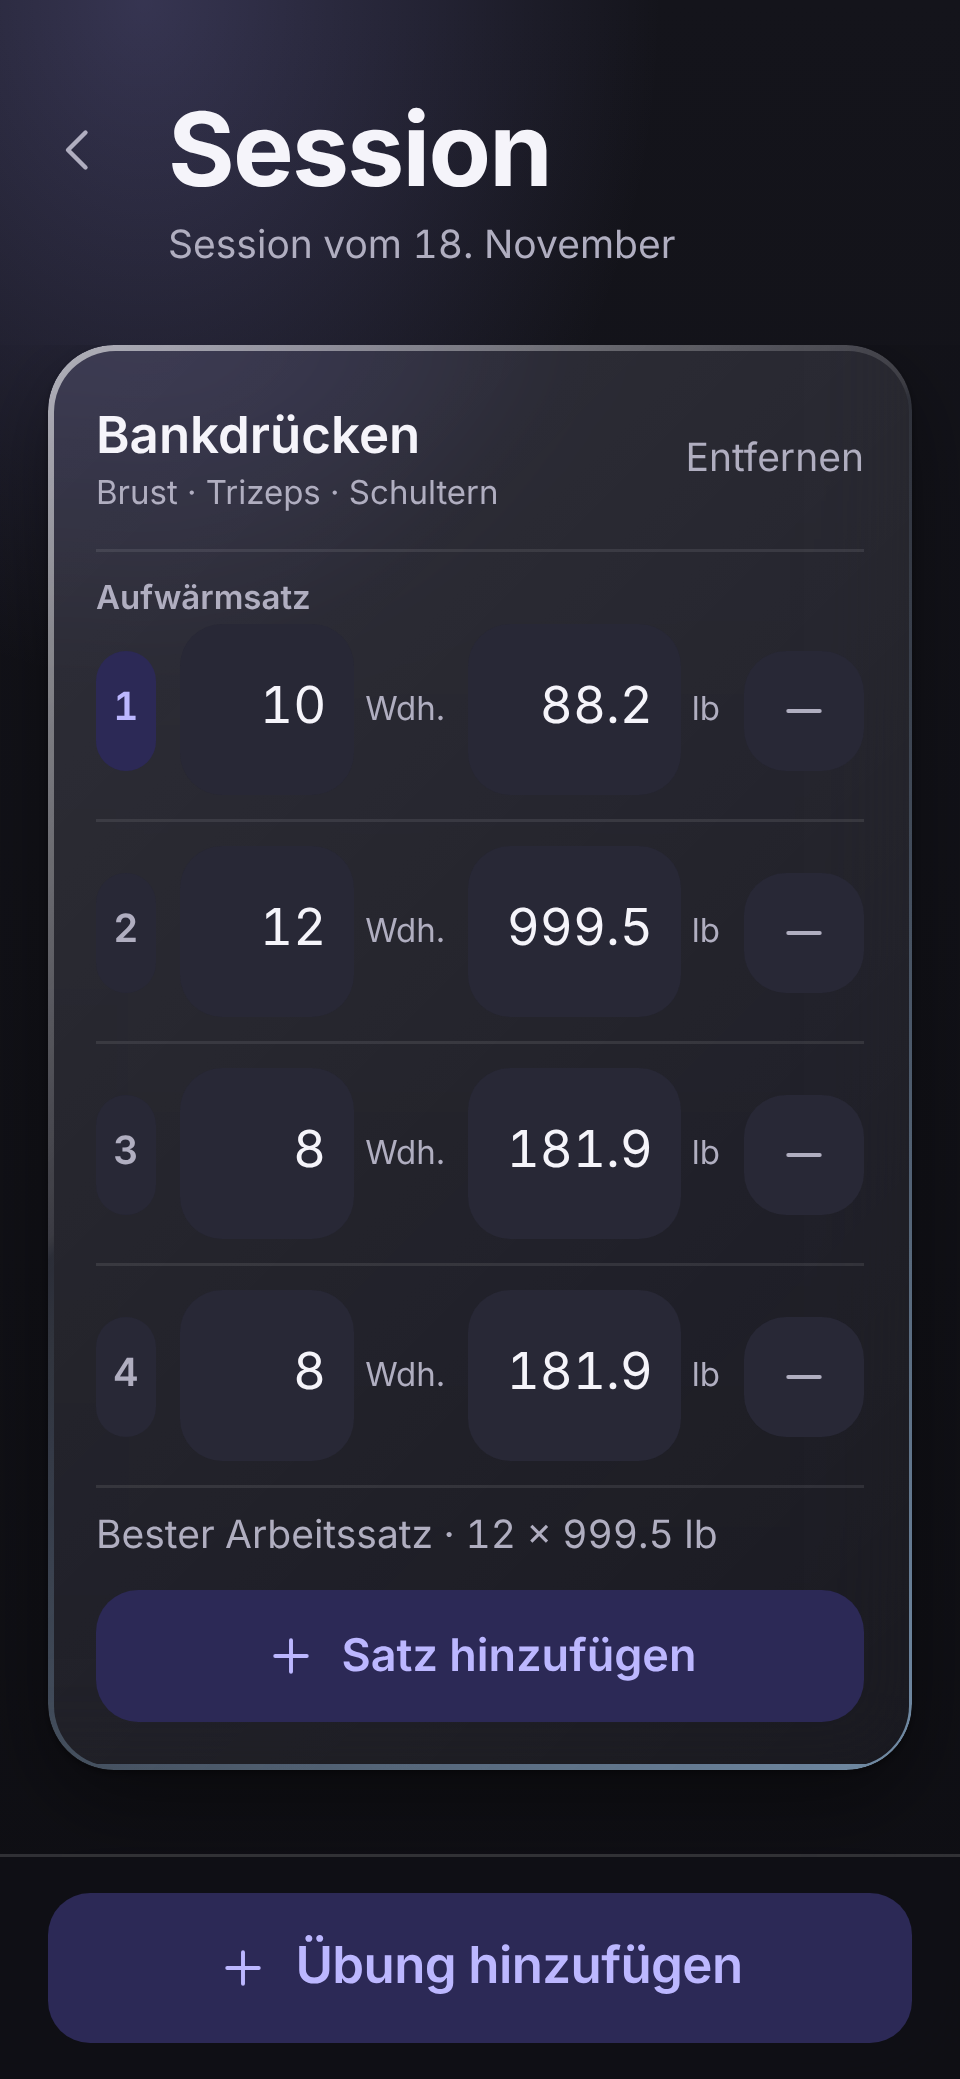 Session
Session vom 18. November
Bankdrücken
Entfernen
Brust · Trizeps · Schultern
Aufwärmsatz
1 10 Wdh. 88.2 lb
2 12 Wdh. 999.5 lb
3 8 Wdh. 181.9 lb
4 8 Wdh. 181.9 lb
Bester Arbeitssatz · 12 × 999.5 lb
+ Satz hinzufügen
+ Übung hinzufügen